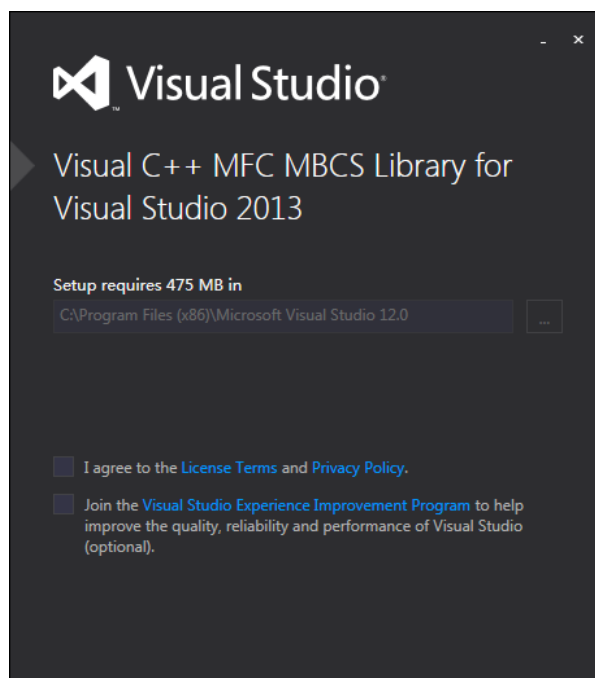 Visual Studio®
™
Visual C++ MFC MBCS Library for
Visual Studio 2013
Setup requires 475 MB in
C:\Program Files (x86)\Microsoft Visual Studio 12.0
...
I agree to the License Terms and Privacy Policy.
Join the Visual Studio Experience Improvement Program to help
improve the quality, reliability and performance of Visual Studio
(optional).